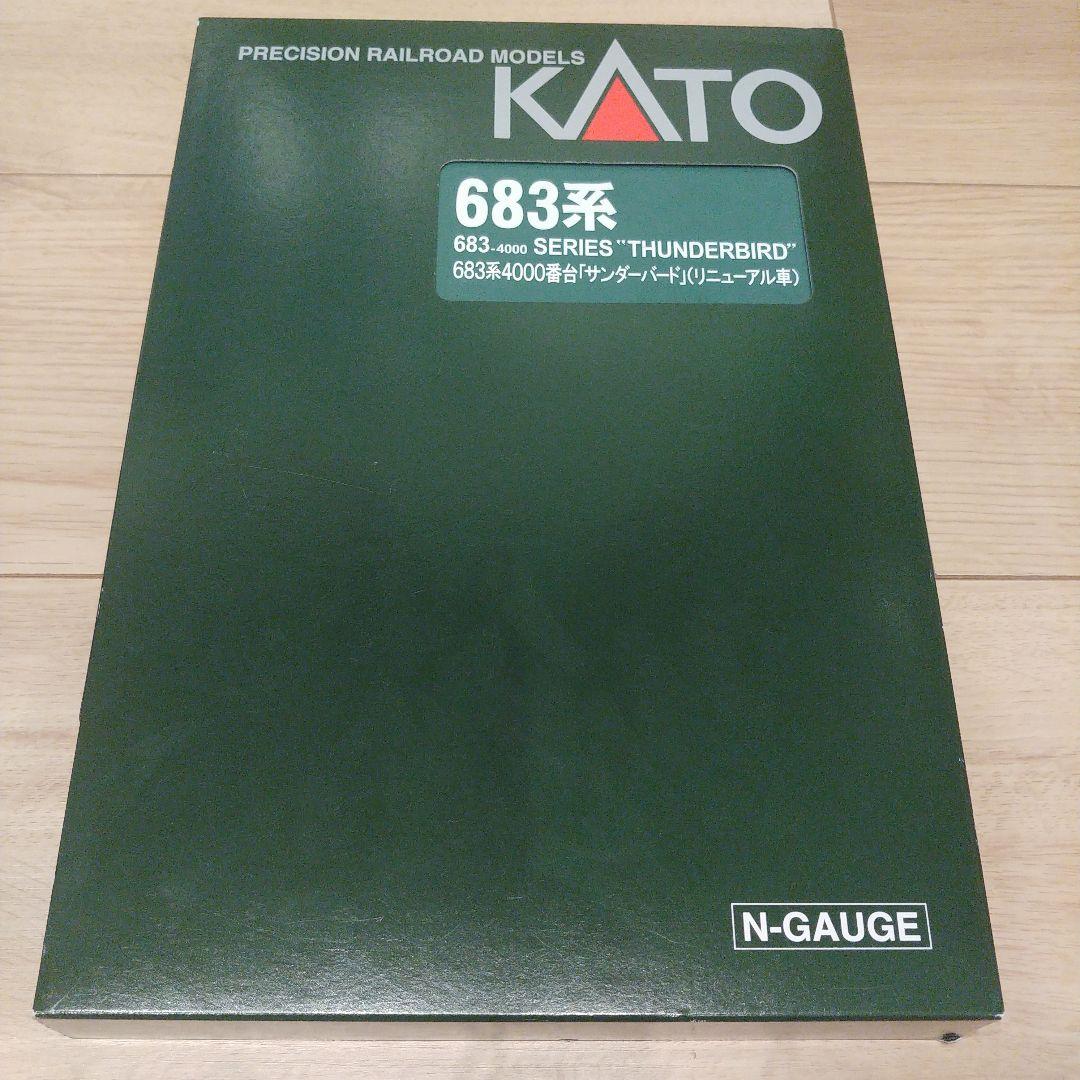 PRECISION RAILROAD MODELS
KATO
683系
683-4000 SERIES "THUNDERBIRD"
683系4000番台「サンダーバード」(リニューアル車)
N-GAUGE